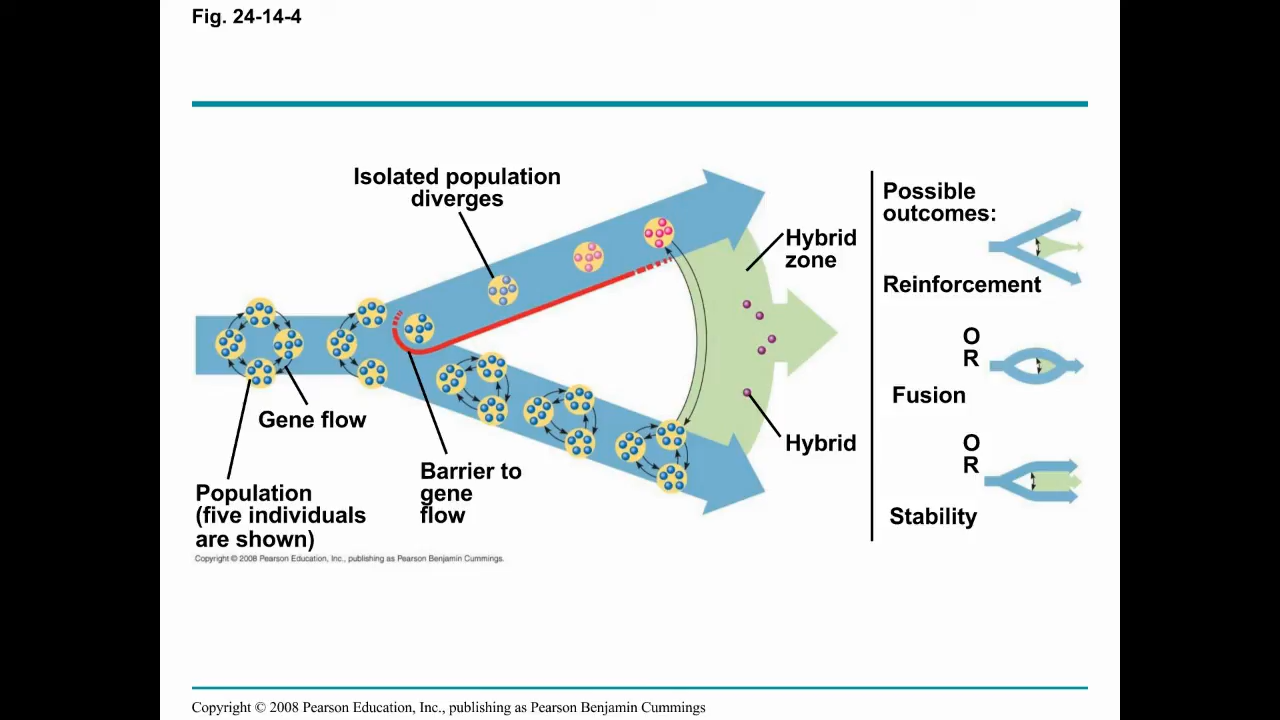 Fig. 24-14-4
Isolated population
diverges
Hybrid
zone
Possible
outcomes:
Reinforcement
O
R
Fusion
Gene flow
Hybrid
O
R
Barrier to
gene
flow
Population
(five individuals
are shown)
Stability
Copyright © 2008 Pearson Education, Inc., publishing as Pearson Benjamin Cummings.
Copyright © 2008 Pearson Education, Inc., publishing as Pearson Benjamin Cummings